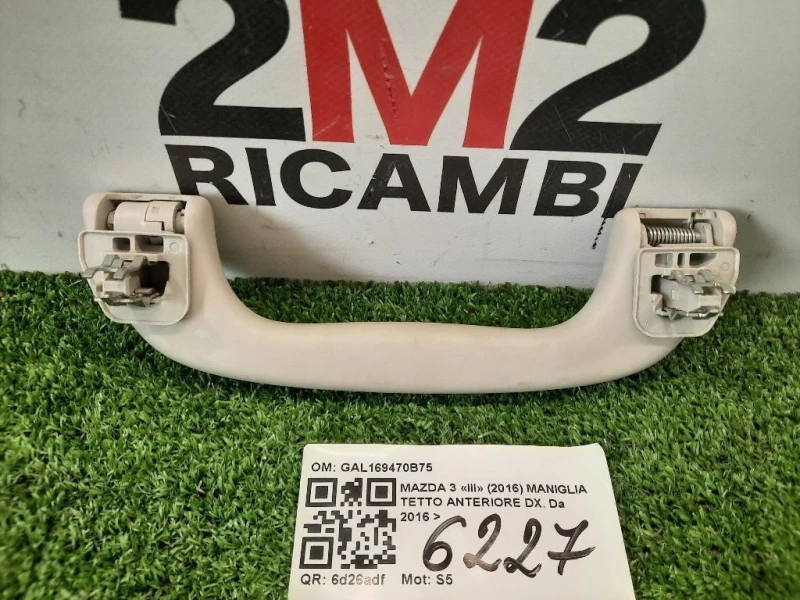 2M2
RICAMBI
OM: GAL169470B75
MAZDA 3 «III» (2016) MANIGLIA
TETTO ANTERIORE DX. Da
2016 >
6227
QR: 6d26adf Mot: S5